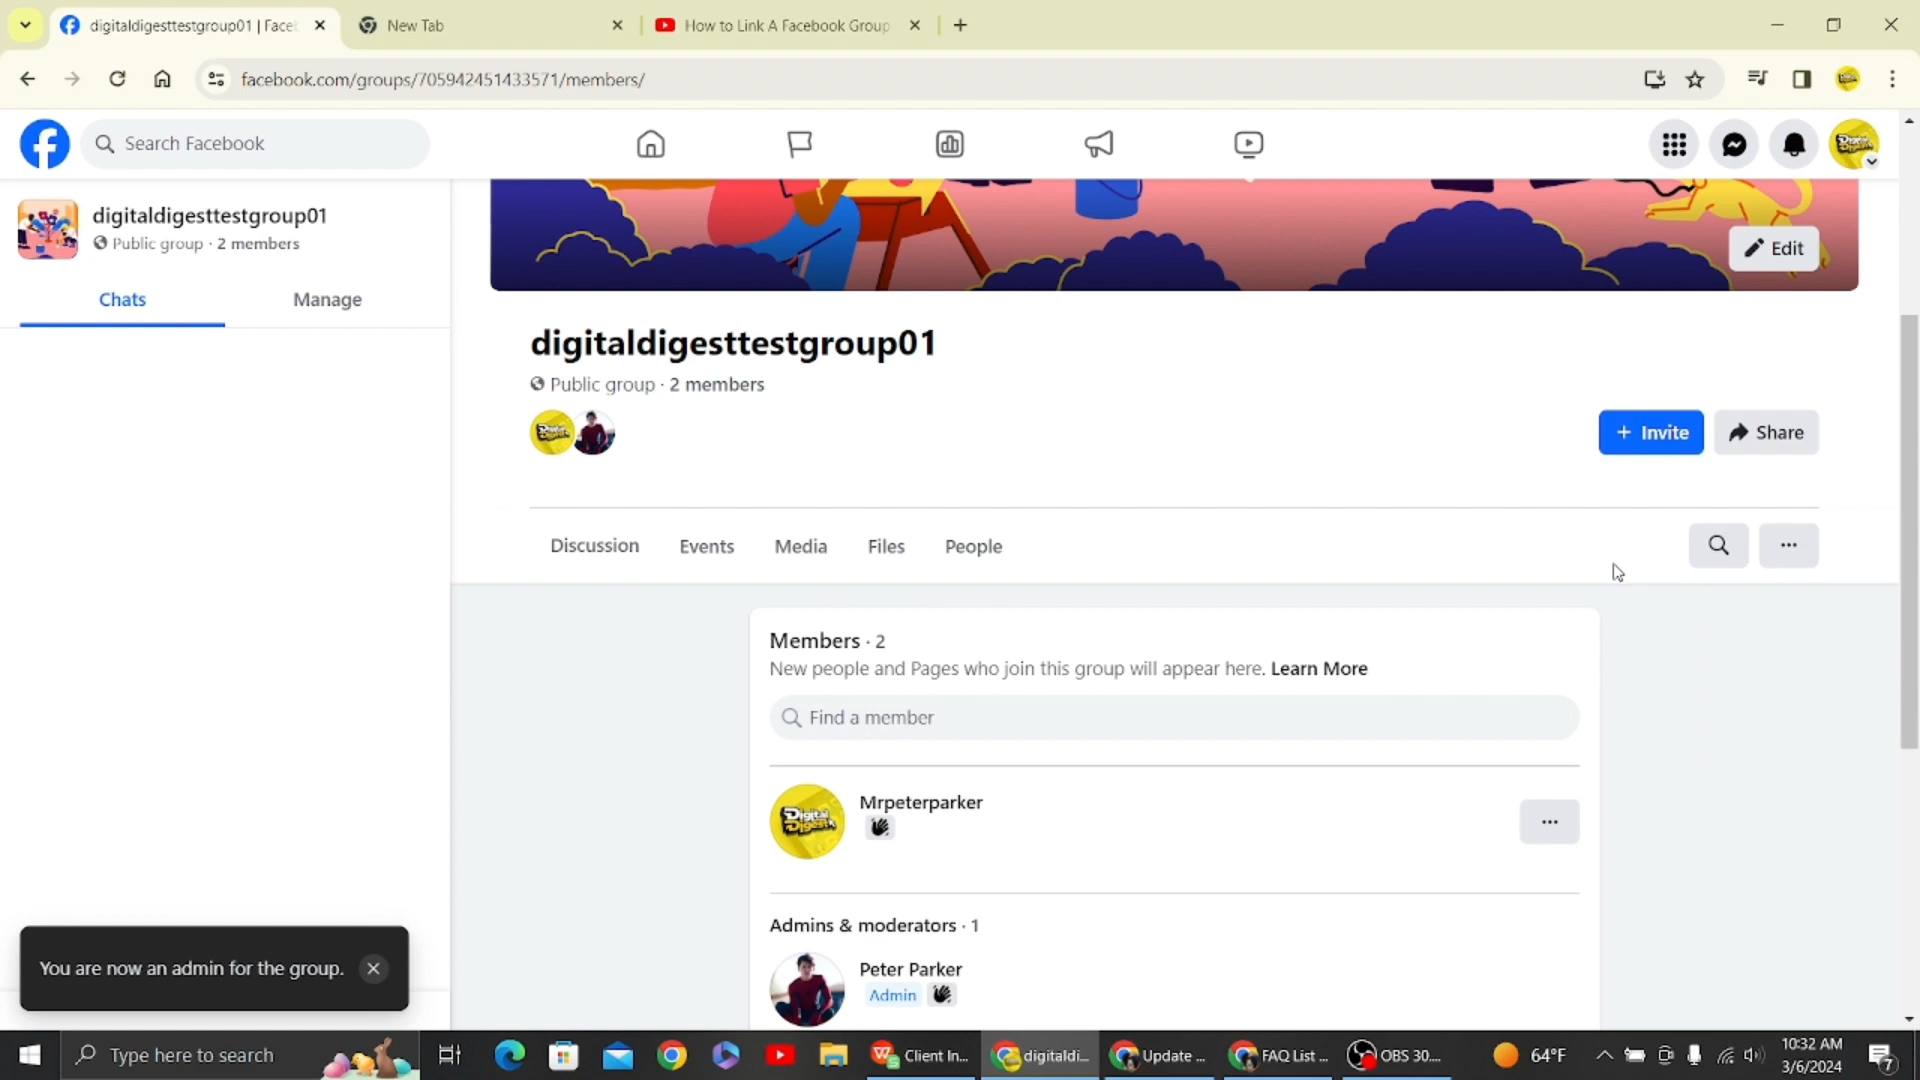 digitaldigesttestgroup01 | Face
New Tab
How to Link A Facebook Group
facebook.com/groups/705942451433571/members/
Search Facebook
digitaldigesttestgroup01
Public group · 2 members
Chats
Manage
Edit
digitaldigesttestgroup01
Public group · 2 members
Invite
Share
Discussion
Events
Media
Files
People
Members · 2
New people and Pages who join this group will appear here. Learn More
Find a member
Digital Digest
Mrpeterparker
Admins & moderators · 1
Peter Parker
Admin
You are now an admin for the group.
Type here to search
Client In...
digitaldi...
Update ...
FAQ List ...
OBS 30....
64°F
10:32 AM
3/6/2024
7